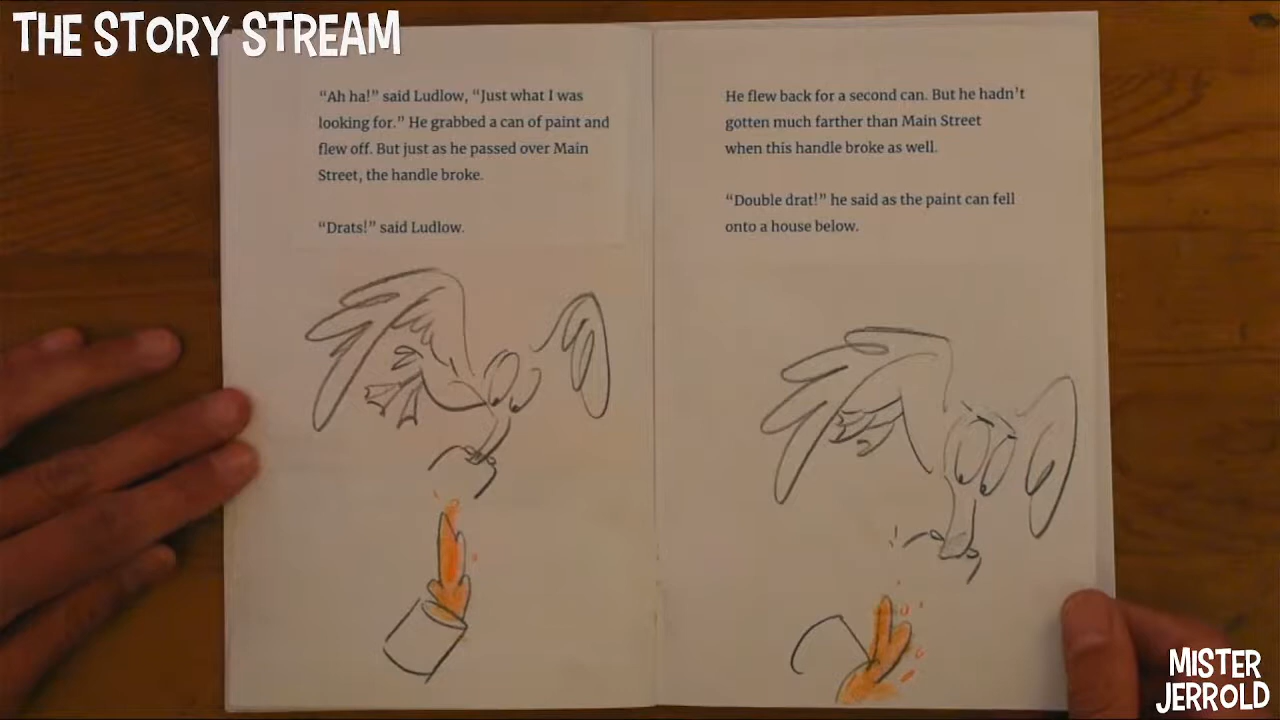 THE STORY STREAM
“Ah ha!” said Ludlow, “Just what I was
looking for.” He grabbed a can of paint and
flew off. But just as he passed over Main
Street, the handle broke.
“Drats!” said Ludlow.
He flew back for a second can. But he hadn’t
gotten much farther than Main Street
when this handle broke as well.
“Double drat!” he said as the paint can fell
onto a house below.
MISTER
JERROLD